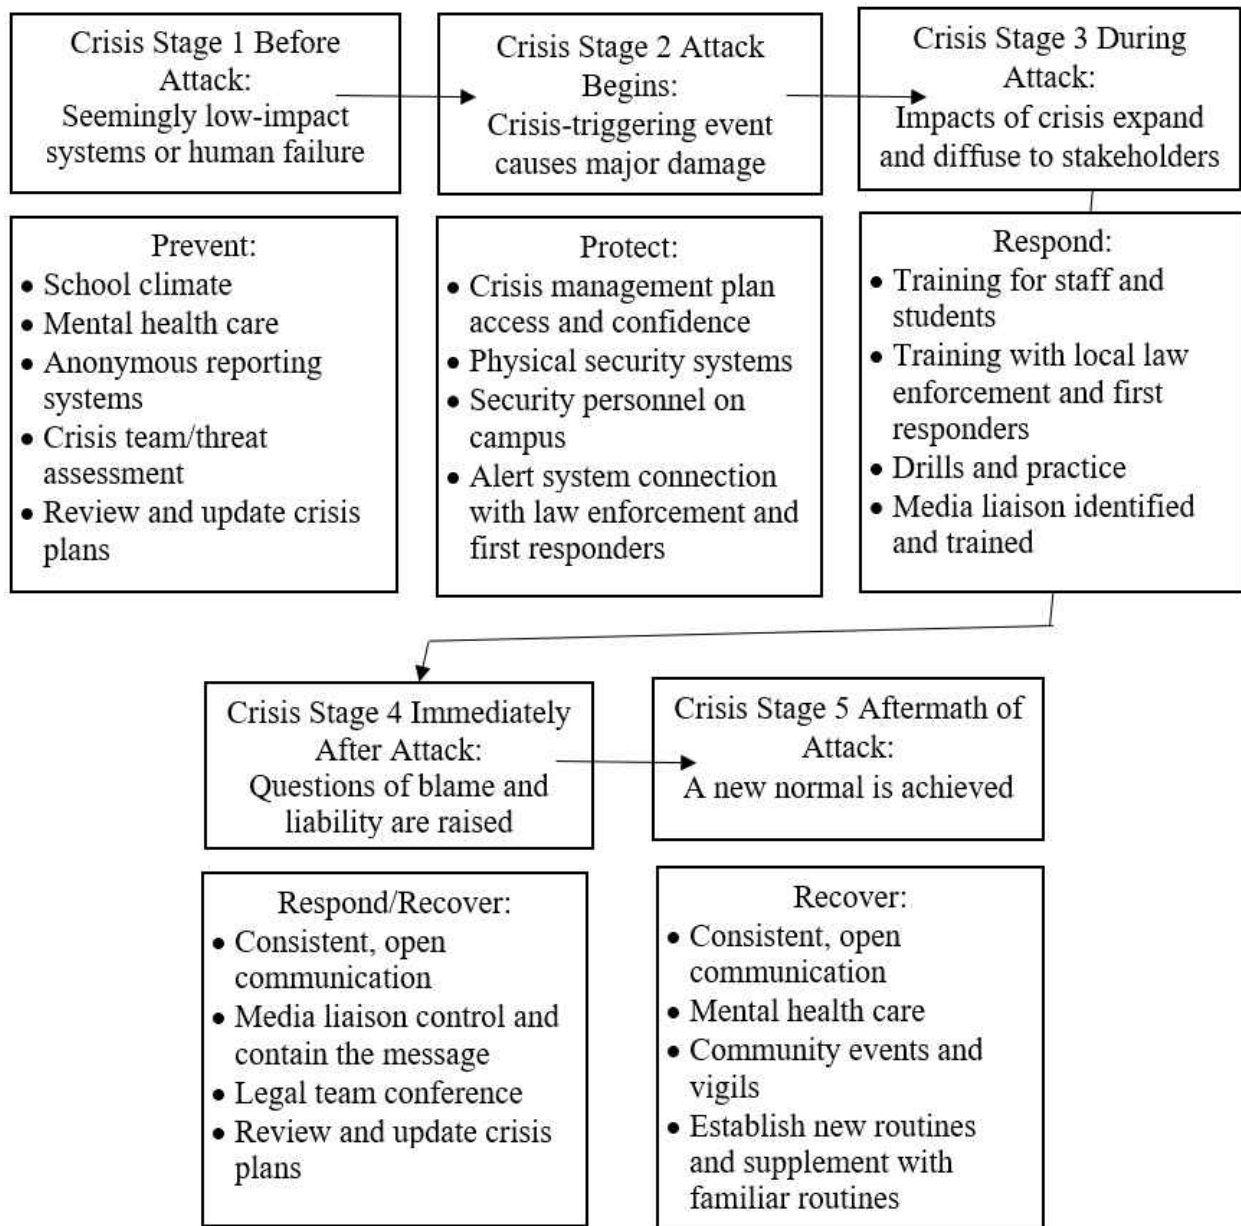 Crisis Stage 1 Before
Attack:
Seemingly low-impact
systems or human failure
Crisis Stage 2 Attack
Begins:
Crisis-triggering event
causes major damage
Crisis Stage 3 During
Attack:
Impacts of crisis expand
and diffuse to stakeholders
Prevent:
• School climate
• Mental health care
• Anonymous reporting
systems
• Crisis team/threat
assessment
• Review and update crisis
plans
Protect:
• Crisis management plan
access and confidence
• Physical security systems
• Security personnel on
campus
• Alert system connection
with law enforcement and
first responders
Respond:
• Training for staff and
students
• Training with local law
enforcement and first
responders
• Drills and practice
• Media liaison identified
and trained
Crisis Stage 4 Immediately
After Attack:
Questions of blame and
liability are raised
Crisis Stage 5 Aftermath of
Attack:
A new normal is achieved
Respond/Recover:
• Consistent, open
communication
• Media liaison control and
contain the message
• Legal team conference
• Review and update crisis
plans
Recover:
• Consistent, open
communication
• Mental health care
• Community events and
vigils
• Establish new routines
and supplement with
familiar routines